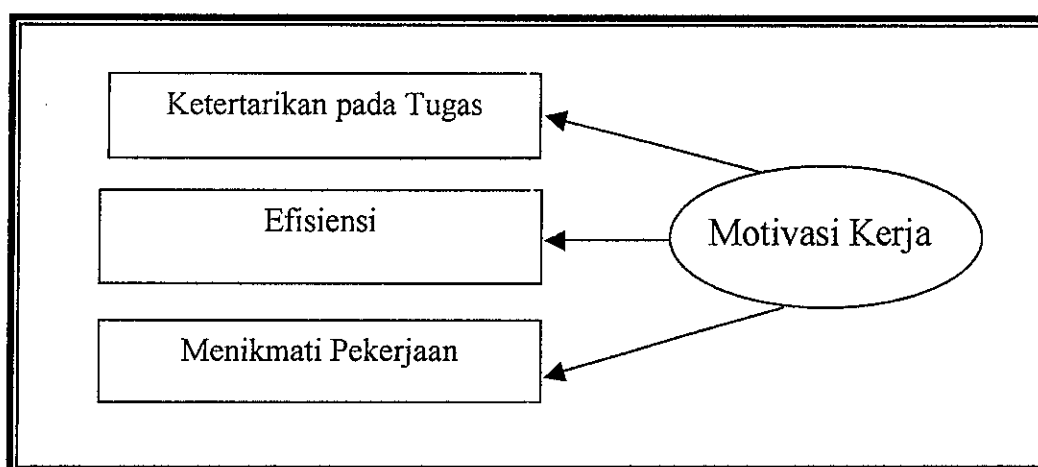 Ketertarikan pada Tugas
Efisiensi
Motivasi Kerja
Menikmati Pekerjaan